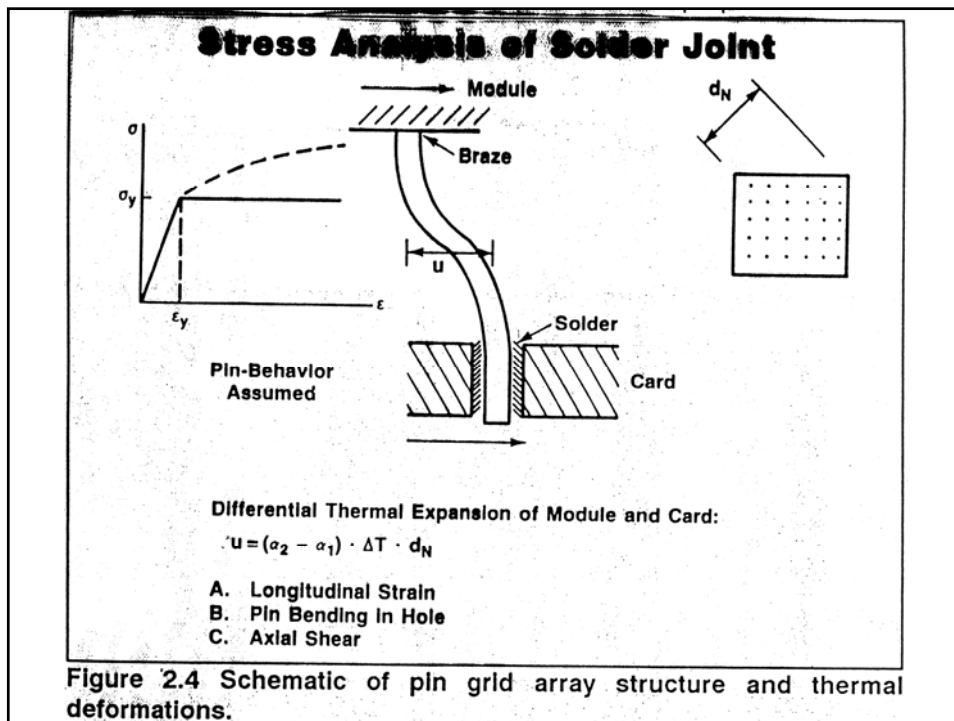 Stress Analysis of Solder Joint
Module
Braze
d_N
σ
σ_y
ε_y
ε
u
Solder
Card
Pin-Behavior
Assumed
Differential Thermal Expansion of Module and Card:
u = (α₂ − α₁) · ΔT · d_N
A. Longitudinal Strain
B. Pin Bending in Hole
C. Axial Shear
Figure 2.4 Schematic of pin grid array structure and thermal
deformations.